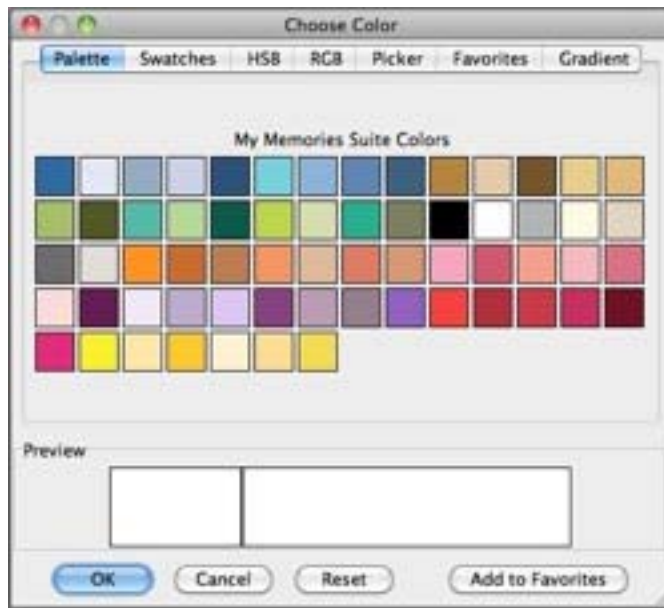 Choose Color
Palette Swatches HSB RGB Picker Favorites Gradient
My Memories Suite Colors
Preview
OK Cancel Reset Add to Favorites